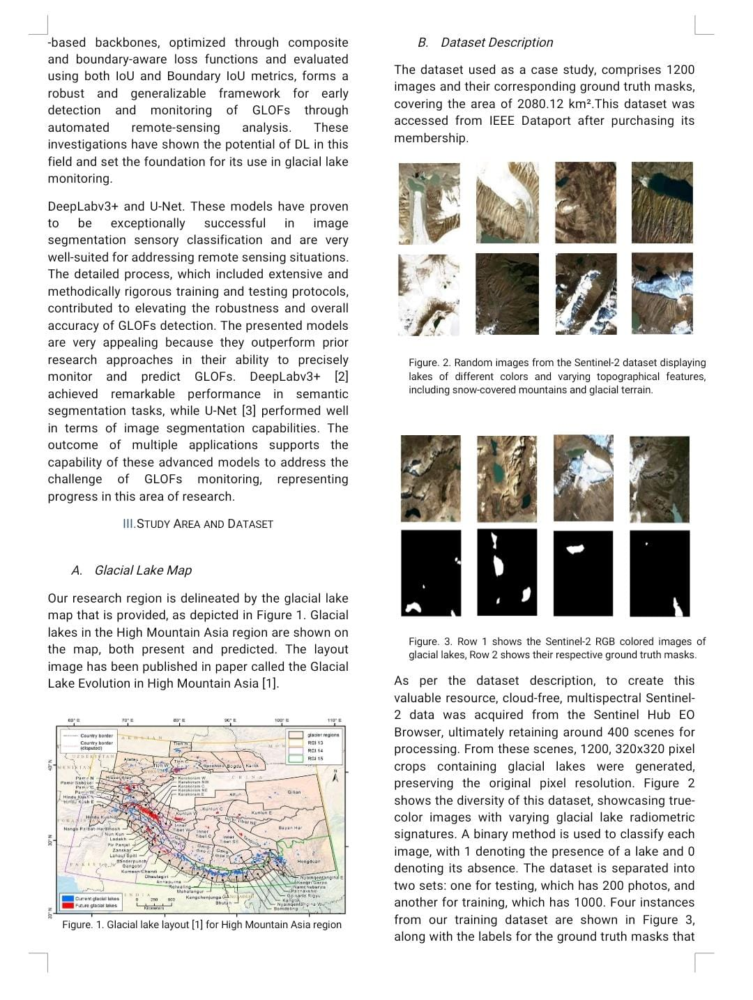 -based backbones, optimized through composite
and boundary-aware loss functions and evaluated
using both IoU and Boundary IoU metrics, forms a
robust and generalizable framework for early
detection and monitoring of GLOFs through
automated remote-sensing analysis. These
investigations have shown the potential of DL in this
field and set the foundation for its use in glacial lake
monitoring.
DeepLabv3+ and U-Net. These models have proven
to be exceptionally successful in image
segmentation sensory classification and are very
well-suited for addressing remote sensing situations.
The detailed process, which included extensive and
methodically rigorous training and testing protocols,
contributed to elevating the robustness and overall
accuracy of GLOFs detection. The presented models
are very appealing because they outperform prior
research approaches in their ability to precisely
monitor and predict GLOFs. DeepLabv3+ [2]
achieved remarkable performance in semantic
segmentation tasks, while U-Net [3] performed well
in terms of image segmentation capabilities. The
outcome of multiple applications supports the
capability of these advanced models to address the
challenge of GLOFs monitoring, representing
progress in this area of research.
III.STUDY AREA AND DATASET
A. Glacial Lake Map
Our research region is delineated by the glacial lake
map that is provided, as depicted in Figure 1. Glacial
lakes in the High Mountain Asia region are shown on
the map, both present and predicted. The layout
image has been published in paper called the Glacial
Lake Evolution in High Mountain Asia [1].
60° E 70° E 80° E 90° E 100° E 110° E
Country border
Country border
(disputed)
glacier regions
RGI 13
RGI 14
RGI 15
Tien N
Alatau
Tien W
Tien C
Bogda
Karlik
CHINA
N
Pamir N
Hissar Alay
Karakoram W
Karakoram NW
Karakoram C
Karakoram NE
Karakoram E
Altun
Qilian
Hindu Kush E
Hindu Kush W
Kunlun W
Kunlun C
Kunlun E
Inner
Tibet W
Inner
Tibet C
Inner
Tibet SE
Bayan Har
Nun Kun
Ladakh
Pir Panjal
Zanskar
Lahaul Spiti
Banderpunch
Gangotri
Hengduan
Dhaulagiri
Annapurna
Rolwaling
Mahalangur
Kangchenjunga
Bhutan
INDIA
Namcha­barwa
Bomdeling
40° N
30° N
20° N
Current glacial lakes
Future glacial lakes
0 250 500
Kilometers
Figure. 1. Glacial lake layout [1] for High Mountain Asia region
B. Dataset Description
The dataset used as a case study, comprises 1200
images and their corresponding ground truth masks,
covering the area of 2080.12 km².This dataset was
accessed from IEEE Dataport after purchasing its
membership.
Figure. 2. Random images from the Sentinel-2 dataset displaying
lakes of different colors and varying topographical features,
including snow-covered mountains and glacial terrain.
Figure. 3. Row 1 shows the Sentinel-2 RGB colored images of
glacial lakes, Row 2 shows their respective ground truth masks.
As per the dataset description, to create this
valuable resource, cloud-free, multispectral Sentinel-
2 data was acquired from the Sentinel Hub EO
Browser, ultimately retaining around 400 scenes for
processing. From these scenes, 1200, 320x320 pixel
crops containing glacial lakes were generated,
preserving the original pixel resolution. Figure 2
shows the diversity of this dataset, showcasing true-
color images with varying glacial lake radiometric
signatures. A binary method is used to classify each
image, with 1 denoting the presence of a lake and 0
denoting its absence. The dataset is separated into
two sets: one for testing, which has 200 photos, and
another for training, which has 1000. Four instances
from our training dataset are shown in Figure 3,
along with the labels for the ground truth masks that